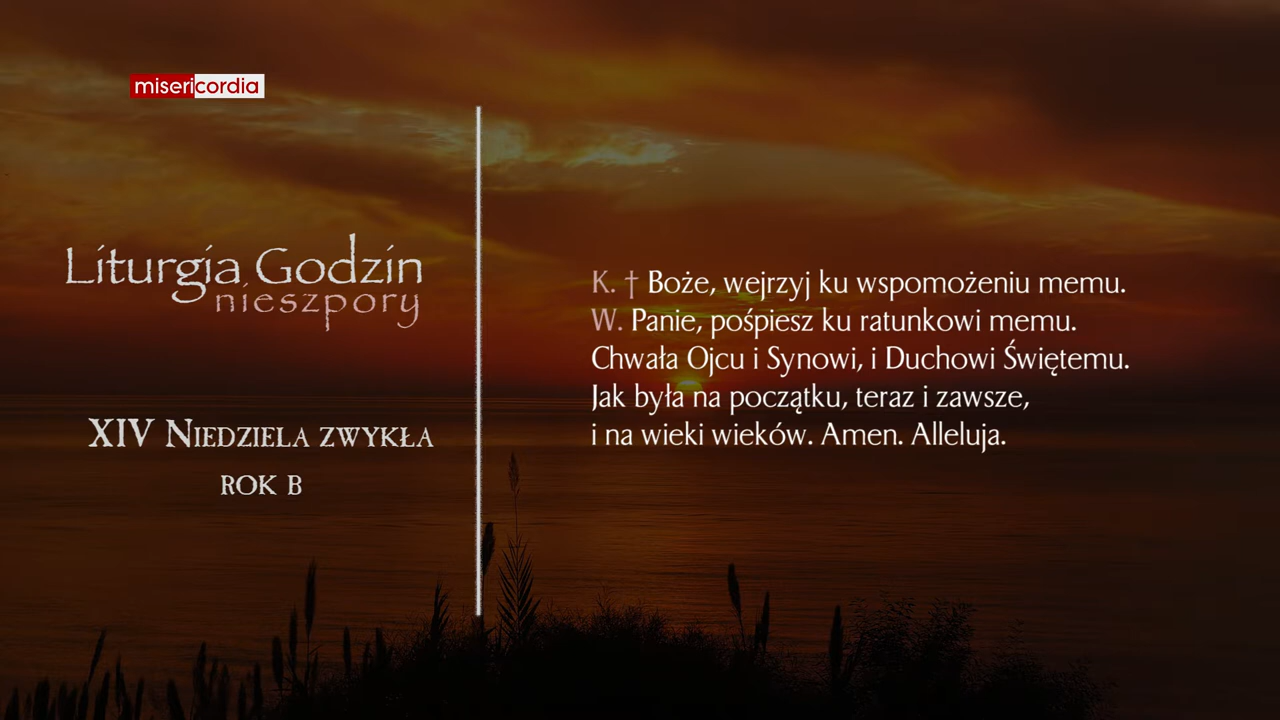 misericordia
Liturgia Godzin
nieszpory
XIV Niedziela zwykła
rok B
K. † Boże, wejrzyj ku wspomożeniu memu.
W. Panie, pośpiesz ku ratunkowi memu.
Chwała Ojcu i Synowi, i Duchowi Świętemu.
Jak była na początku, teraz i zawsze,
i na wieki wieków. Amen. Alleluja.